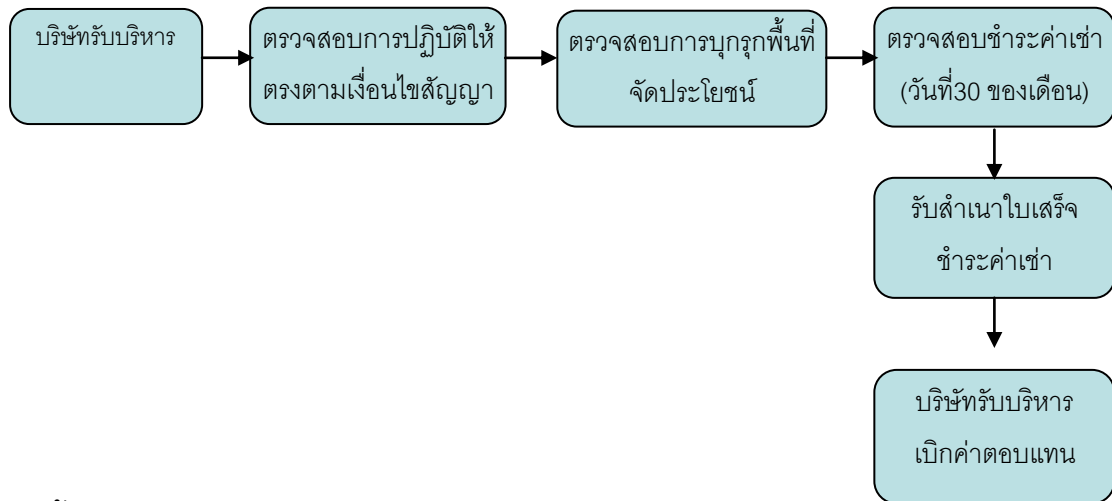 บริษัทรับบริหาร
ตรวจสอบการปฏิบัติให้
ตรงตามเงื่อนไขสัญญา
ตรวจสอบการบุกรุกพื้นที่
จัดประโยชน์
ตรวจสอบชำระค่าเช่า
(วันที่30 ของเดือน)
รับสำเนาใบเสร็จ
ชำระค่าเช่า
บริษัทรับบริหาร
เบิกค่าตอบแทน